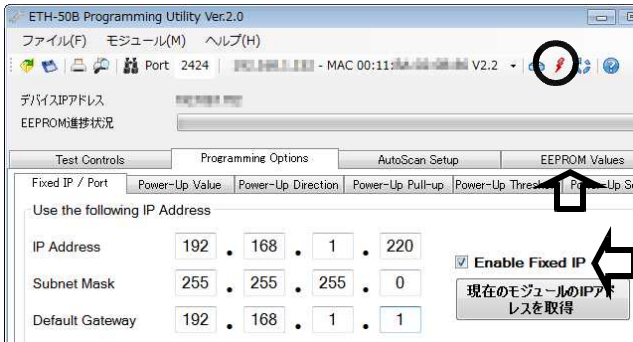 ETH-50B Programming Utility Ver.2.0
ファイル(F) モジュール(M) ヘルプ(H)
Port 2424 - MAC 00:11: V2.2
デバイスIPアドレス
EEPROM進捗状況
Test Controls Programming Options AutoScan Setup EEPROM Values
Fixed IP / Port Power-Up Value Power-Up Direction Power-Up Pull-up Power-Up
Use the following IP Address
IP Address 192 . 168 . 1 . 220
Enable Fixed IP
Subnet Mask 255 . 255 . 255 . 0
現在のモジュールのIPアド
レスを取得
Default Gateway 192 . 168 . 1 . 1